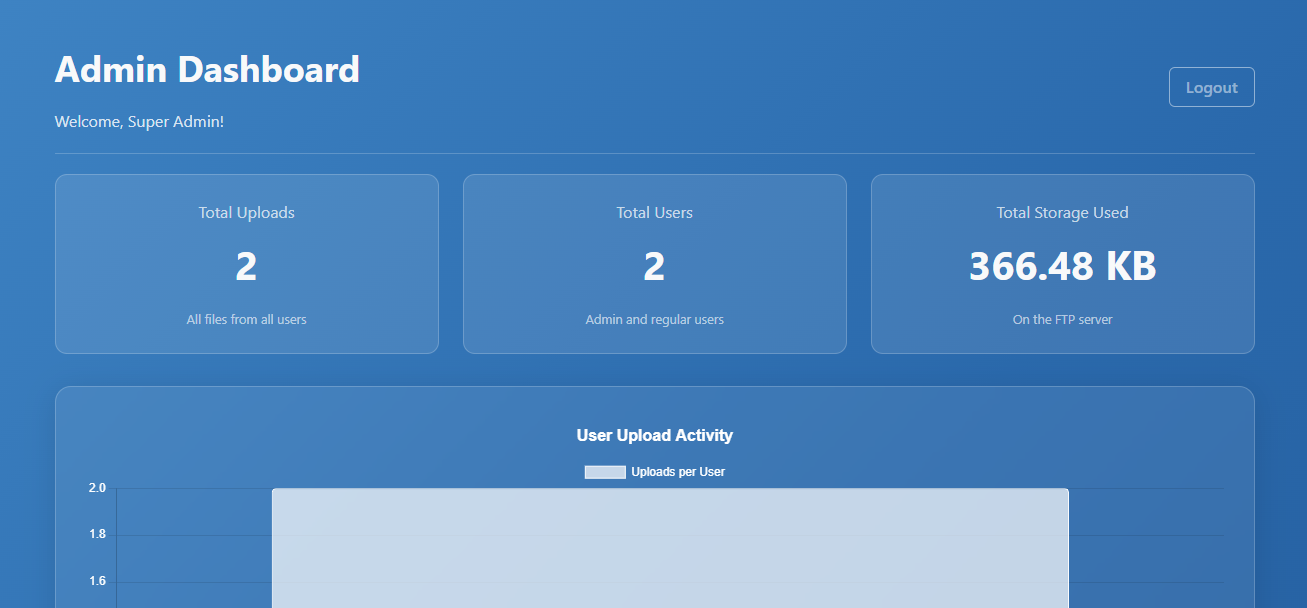 Admin Dashboard
Logout
Welcome, Super Admin!
Total Uploads
2
All files from all users
Total Users
2
Admin and regular users
Total Storage Used
366.48 KB
On the FTP server
User Upload Activity
Uploads per User
2.0
1.8
1.6